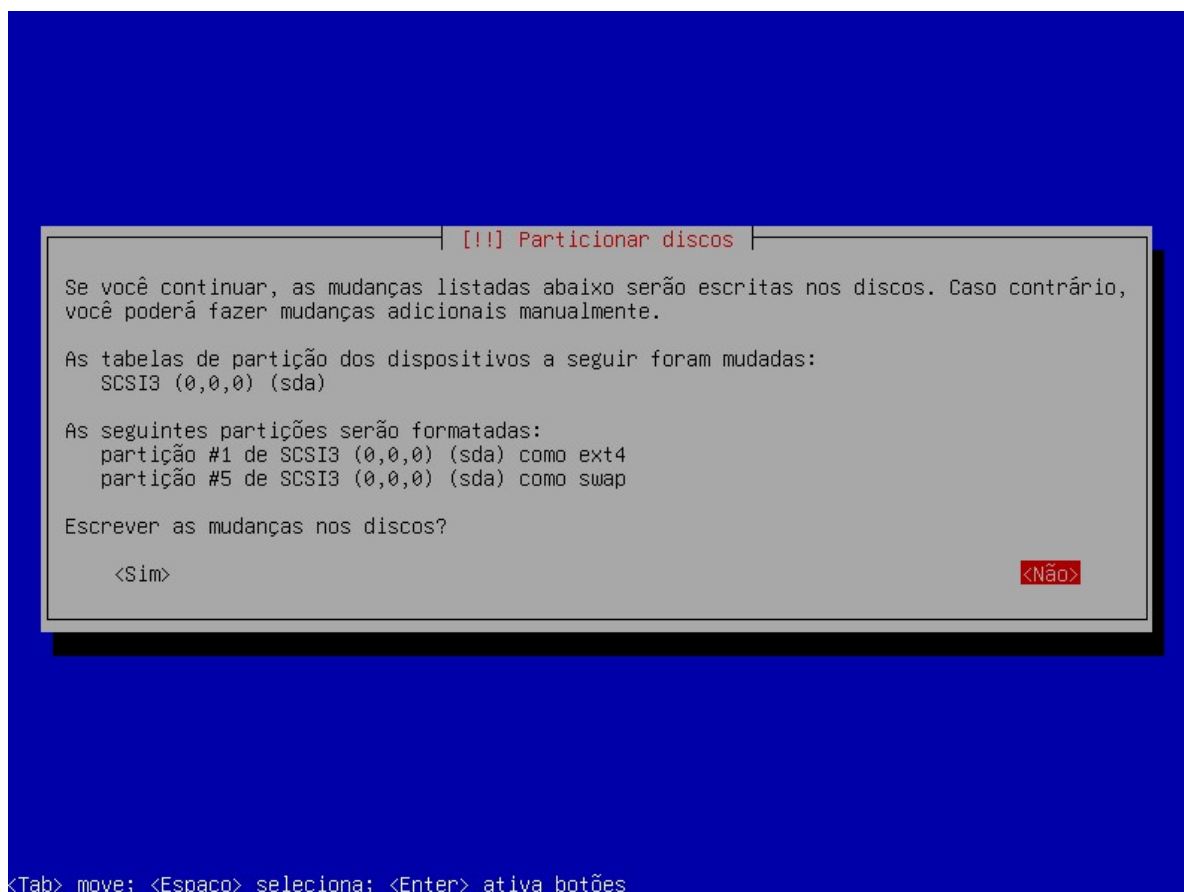 [!!] Particionar discos
Se você continuar, as mudanças listadas abaixo serão escritas nos discos. Caso contrário,
você poderá fazer mudanças adicionais manualmente.
As tabelas de partição dos dispositivos a seguir foram mudadas:
SCSI3 (0,0,0) (sda)
As seguintes partições serão formatadas:
partição #1 de SCSI3 (0,0,0) (sda) como ext4
partição #5 de SCSI3 (0,0,0) (sda) como swap
Escrever as mudanças nos discos?
<Sim> <Não>
<Tab> move; <Espaço> seleciona; <Enter> ativa botões